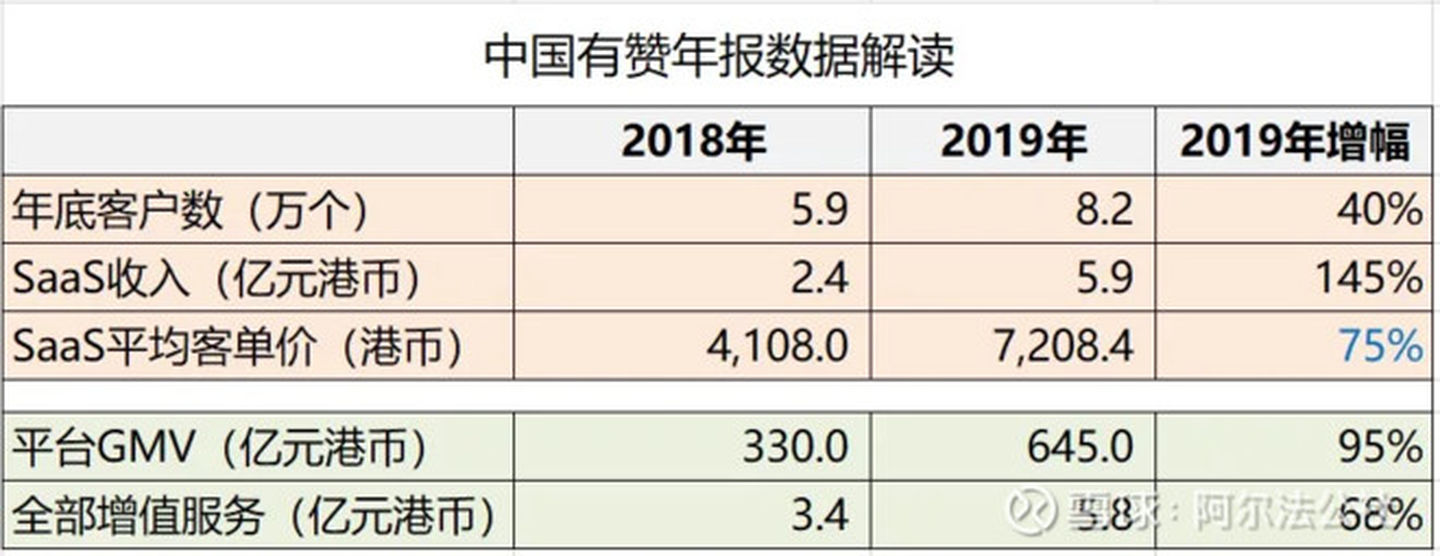 中国有赞年报数据解读
2018年 2019年 2019年增幅
年底客户数（万个） 5.9 8.2 40%
SaaS收入（亿元港币） 2.4 5.9 145%
SaaS平均客单价（港币） 4,108.0 7,208.4 75%
平台GMV（亿元港币） 330.0 645.0 95%
全部增值服务（亿元港币） 3.4 5.8 68%
雪球：阿尔法公